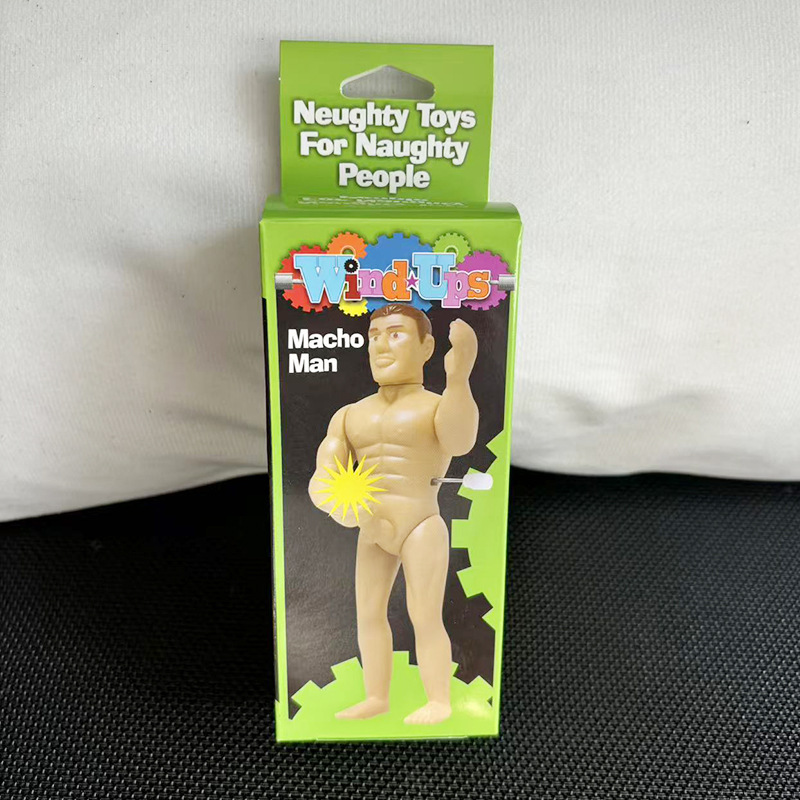 Neughty Toys
For Naughty
People
Wind Ups
Macho
Man